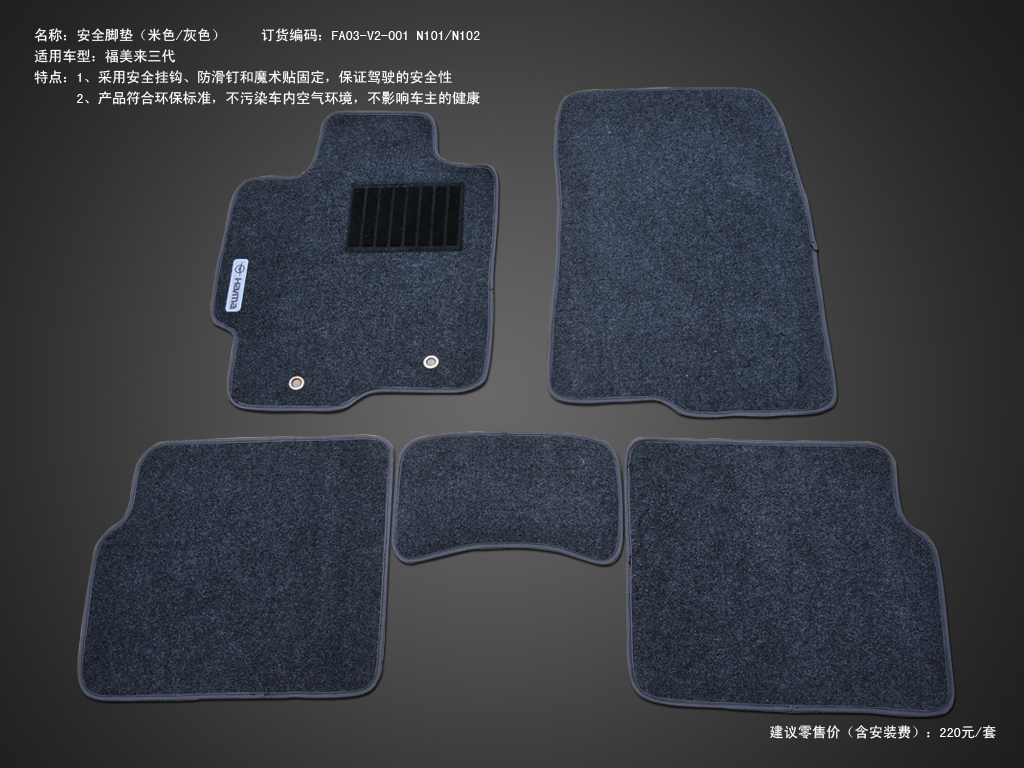 名称：安全脚垫（米色/灰色） 订货编码：FA03-V2-001 N101/N102
适用车型：福美来三代
特点：1、采用安全挂钩、防滑钉和魔术贴固定，保证驾驶的安全性
2、产品符合环保标准，不污染车内空气环境，不影响车主的健康
Haima
建议零售价（含安装费）：220元/套